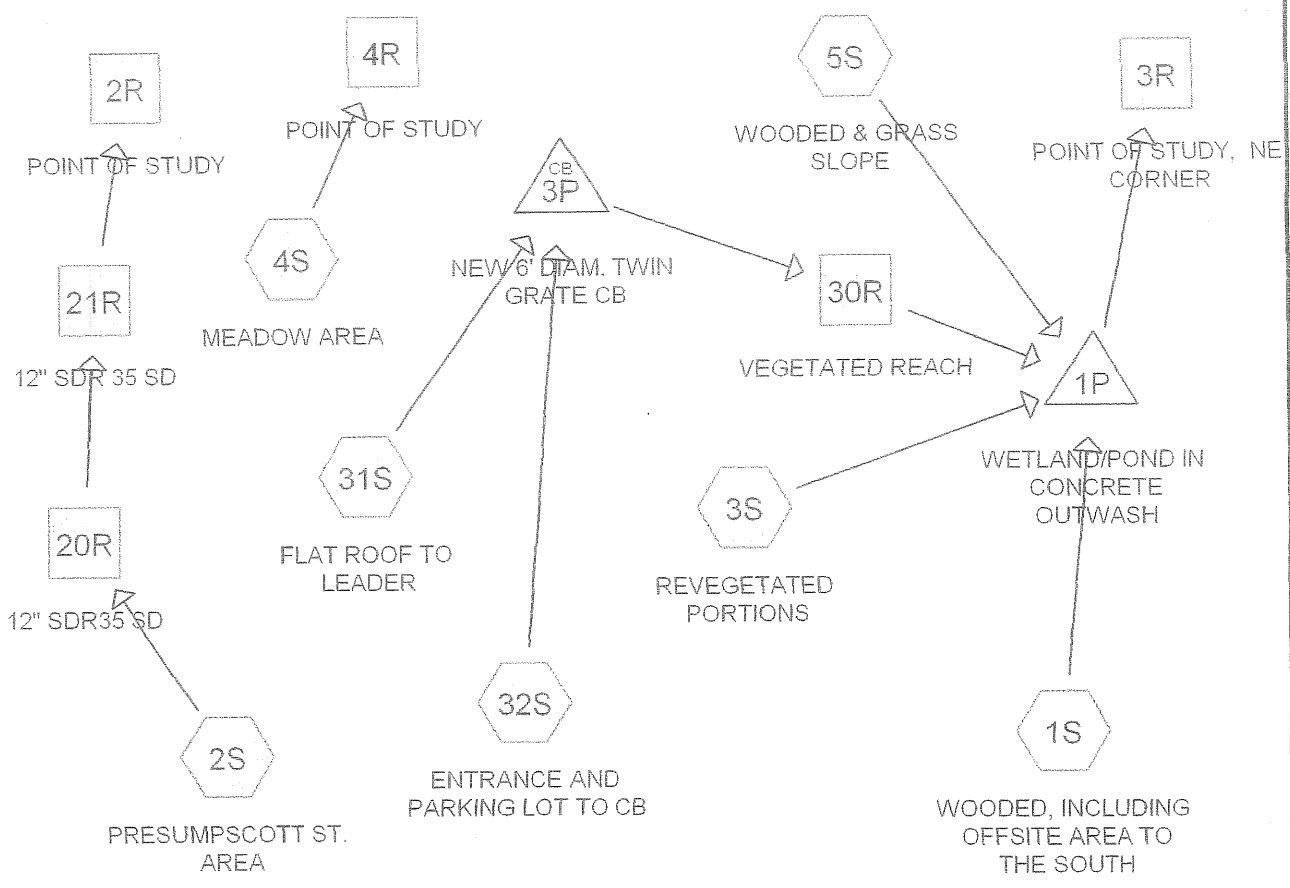 2R
POINT OF STUDY
4R
POINT OF STUDY
5S
WOODED & GRASS
SLOPE
3R
POINT OF STUDY, NE
CORNER
CB
3P
NEW 6' DIAM. TWIN
GRATE CB
4S
MEADOW AREA
21R
12" SDR 35 SD
30R
VEGETATED REACH
1P
WETLAND/POND IN
CONCRETE
OUTWASH
31S
FLAT ROOF TO
LEADER
3S
REVEGETATED
PORTIONS
20R
12" SDR35 SD
2S
PRESUMPSCOTT ST.
AREA
32S
ENTRANCE AND
PARKING LOT TO CB
1S
WOODED, INCLUDING
OFFSITE AREA TO
THE SOUTH